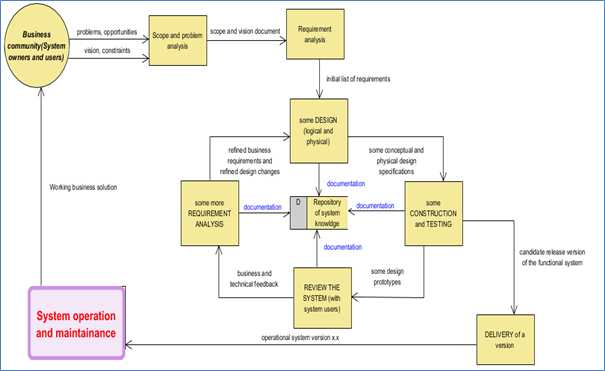 Business
community(System
owners and users)
problems, opportunities
vision, constraints
Scope and problem
analysis
scope and vision document
Requirement
analysis
initial list of requirements
some DESIGN
(logical and
physical)
refined business
requirements and
refined design changes
some conceptual and
physical design
specifications
documentation
some more
REQUIREMENT
ANALYSIS
documentation
D
Repository
of system
knowldge
documentation
some
CONSTRUCTION
and TESTING
documentation
Working business solution
business and
technical feedback
REVIEW THE
SYSTEM (with
system users)
some design
prototypes
candidate release version
of the functional system
System operation
and maintainance
operational system version x.x
DELIVERY of a
version